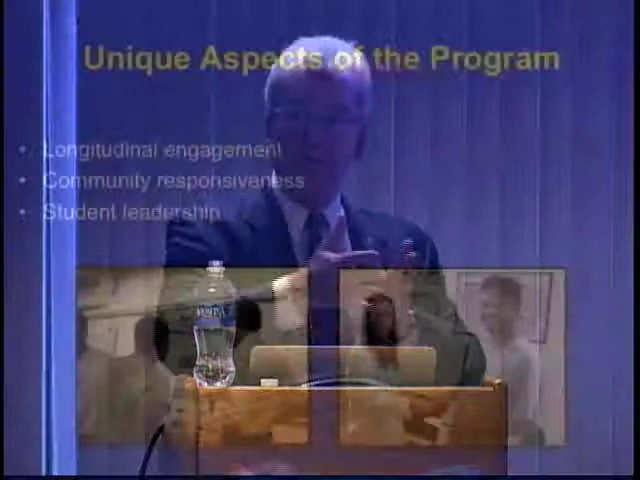 Unique Aspects of the Program
• Longitudinal engagement
• Community responsiveness
• Student leadership